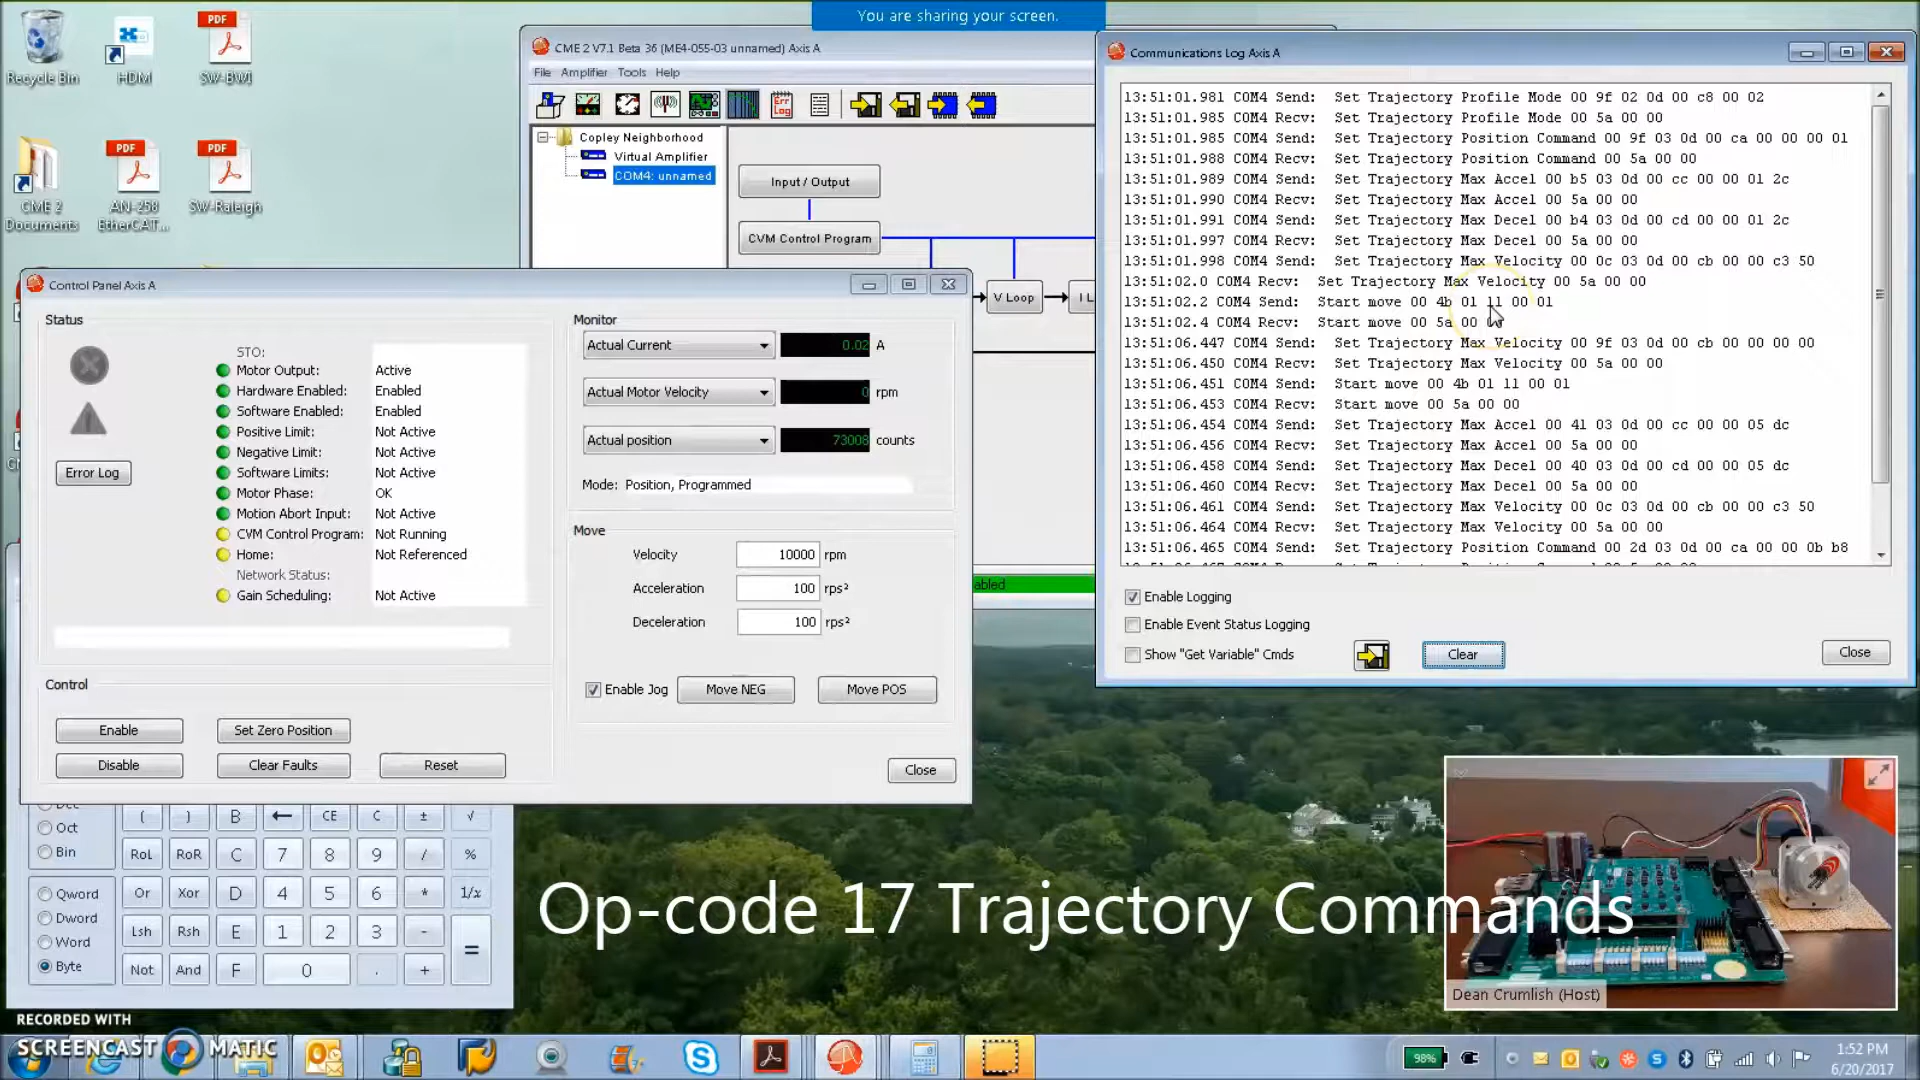 You are sharing your screen.
Recycle Bin
HDM
PDF
SW-BWI
CME 2
Documents
PDF
AN-258
EtherCAT...
PDF
SW-Raleigh
CME 2 V7.1 Beta 36 (ME4-055-03 unnamed) Axis A
File Amplifier Tools Help
Err
Log
Copley Neighborhood
Virtual Amplifier
COM4: unnamed
Input / Output
CVM Control Program
V Loop
I L
abled
Communications Log Axis A
13:51:01.981 COM4 Send: Set Trajectory Profile Mode 00 9f 02 0d 00 c8 00 02
13:51:01.985 COM4 Recv: Set Trajectory Profile Mode 00 5a 00 00
13:51:01.985 COM4 Send: Set Trajectory Position Command 00 9f 03 0d 00 ca 00 00 00 01
13:51:01.988 COM4 Recv: Set Trajectory Position Command 00 5a 00 00
13:51:01.989 COM4 Send: Set Trajectory Max Accel 00 b5 03 0d 00 cc 00 00 01 2c
13:51:01.990 COM4 Recv: Set Trajectory Max Accel 00 5a 00 00
13:51:01.991 COM4 Send: Set Trajectory Max Decel 00 b4 03 0d 00 cd 00 00 01 2c
13:51:01.997 COM4 Recv: Set Trajectory Max Decel 00 5a 00 00
13:51:01.998 COM4 Send: Set Trajectory Max Velocity 00 0c 03 0d 00 cb 00 00 c3 50
13:51:02.0 COM4 Recv: Set Trajectory Max Velocity 00 5a 00 00
13:51:02.2 COM4 Send: Start move 00 4b 01 11 00 01
13:51:02.4 COM4 Recv: Start move 00 5a 00
13:51:06.447 COM4 Send: Set Trajectory Max Velocity 00 9f 03 0d 00 cb 00 00 00 00
13:51:06.450 COM4 Recv: Set Trajectory Max Velocity 00 5a 00 00
13:51:06.451 COM4 Send: Start move 00 4b 01 11 00 01
13:51:06.453 COM4 Recv: Start move 00 5a 00 00
13:51:06.454 COM4 Send: Set Trajectory Max Accel 00 41 03 0d 00 cc 00 00 05 dc
13:51:06.456 COM4 Recv: Set Trajectory Max Accel 00 5a 00 00
13:51:06.458 COM4 Send: Set Trajectory Max Decel 00 40 03 0d 00 cd 00 00 05 dc
13:51:06.460 COM4 Recv: Set Trajectory Max Decel 00 5a 00 00
13:51:06.461 COM4 Send: Set Trajectory Max Velocity 00 0c 03 0d 00 cb 00 00 c3 50
13:51:06.464 COM4 Recv: Set Trajectory Max Velocity 00 5a 00 00
13:51:06.465 COM4 Send: Set Trajectory Position Command 00 2d 03 0d 00 ca 00 00 0b b8
Enable Logging
Enable Event Status Logging
Show "Get Variable" Cmds
Clear
Close
Control Panel Axis A
Status
STO:
Motor Output: Active
Hardware Enabled: Enabled
Software Enabled: Enabled
Positive Limit: Not Active
Negative Limit: Not Active
Software Limits: Not Active
Motor Phase: OK
Motion Abort Input: Not Active
CVM Control Program: Not Running
Home: Not Referenced
Network Status:
Gain Scheduling: Not Active
Error Log
Monitor
Actual Current 0.02 A
Actual Motor Velocity 0 rpm
Actual position 73008 counts
Mode: Position, Programmed
Move
Velocity 10000 rpm
Acceleration 100 rps²
Deceleration 100 rps²
Enable Jog Move NEG Move POS
Control
Enable Set Zero Position
Disable Clear Faults Reset
Close
Dec
Oct
Bin
Qword
Dword
Word
Byte
( ) B ← CE C ± √
RoL RoR C 7 8 9 / %
Or Xor D 4 5 6 * 1/x
Lsh Rsh E 1 2 3 - =
Not And F 0 . +
Op-code 17 Trajectory Commands
Dean Crumlish (Host)
RECORDED WITH
SCREENCAST MATIC
98%
1:52 PM
6/20/2017